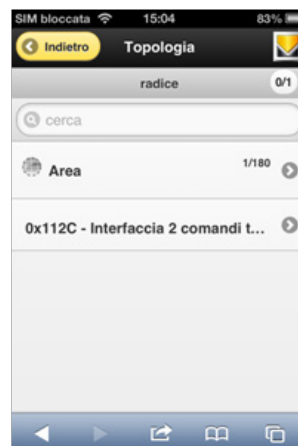 SIM bloccata 15:04 83%
Indietro Topologia
radice 0/1
cerca
Area 1/180
0x112C - Interfaccia 2 comandi t...